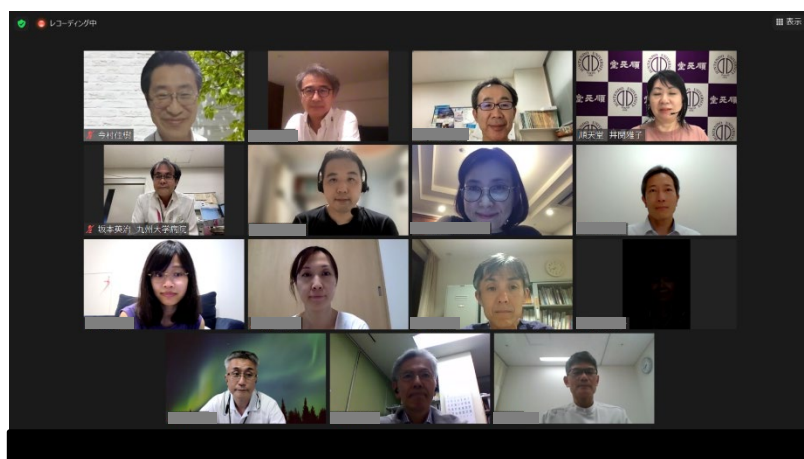 レコーディング中
表示
今村佳樹
順天堂 井関雅子
坂本英治_九州大学病院